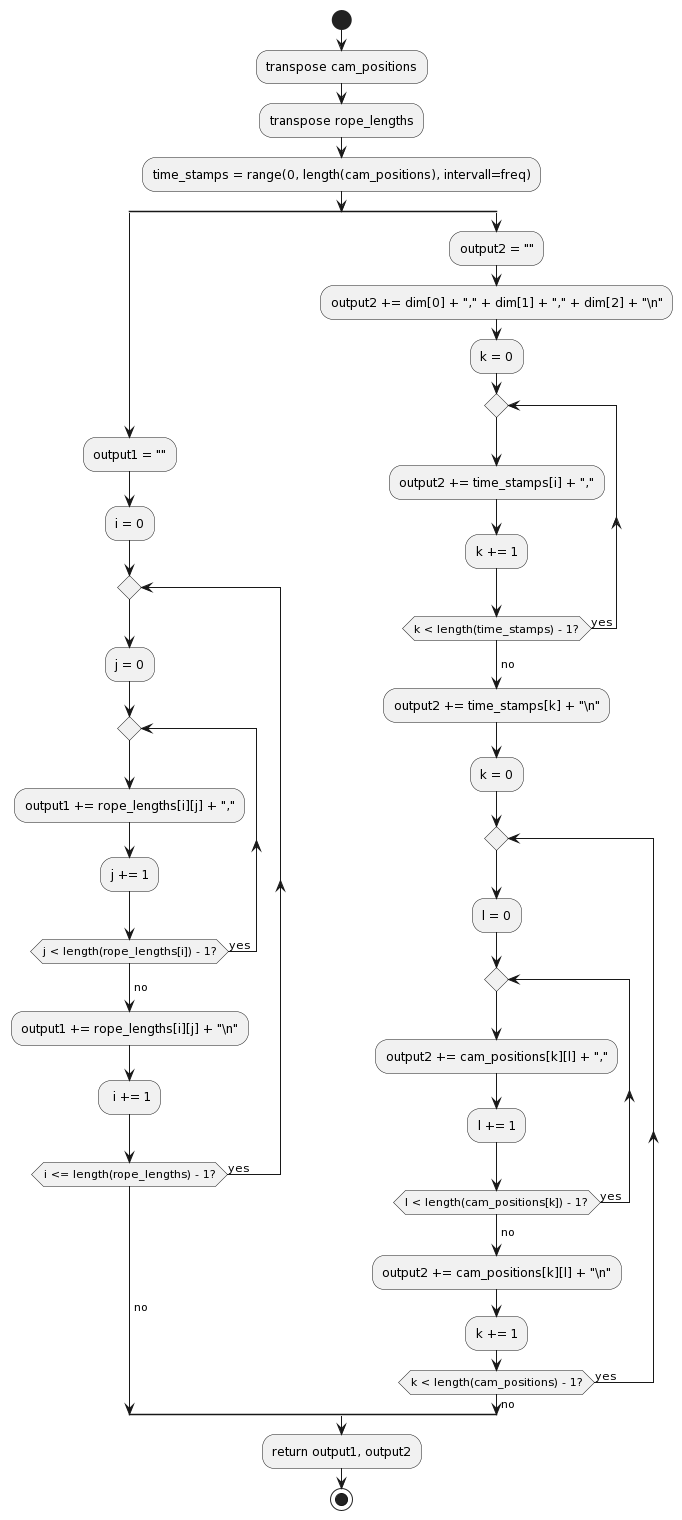 transpose cam_positions
transpose rope_lengths
time_stamps = range(0, length(cam_positions), intervall=freq)
output1 = ""
i = 0
j = 0
output1 += rope_lengths[i][j] + ","
j += 1
j < length(rope_lengths[i]) - 1?
yes
no
output1 += rope_lengths[i][j] + "\n"
i += 1
i <= length(rope_lengths) - 1?
yes
no
output2 = ""
output2 += dim[0] + "," + dim[1] + "," + dim[2] + "\n"
k = 0
output2 += time_stamps[i] + ","
k += 1
k < length(time_stamps) - 1?
yes
no
output2 += time_stamps[k] + "\n"
k = 0
l = 0
output2 += cam_positions[k][l] + ","
l += 1
l < length(cam_positions[k]) - 1?
yes
no
output2 += cam_positions[k][l] + "\n"
k += 1
k < length(cam_positions) - 1?
yes
no
return output1, output2